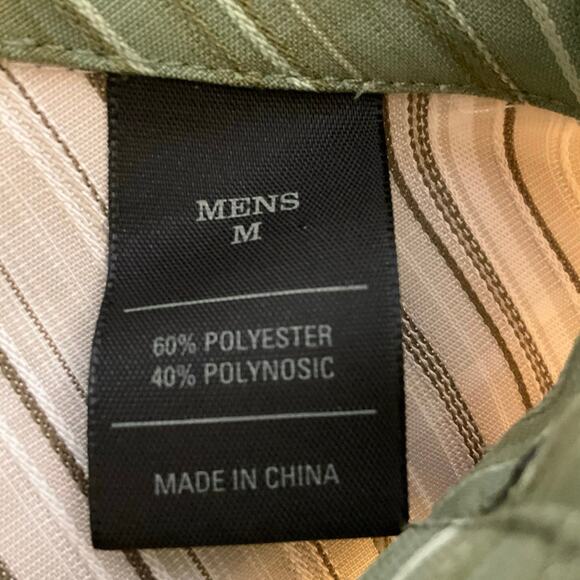 MENS
M
60% POLYESTER
40% POLYNOSIC
MADE IN CHINA